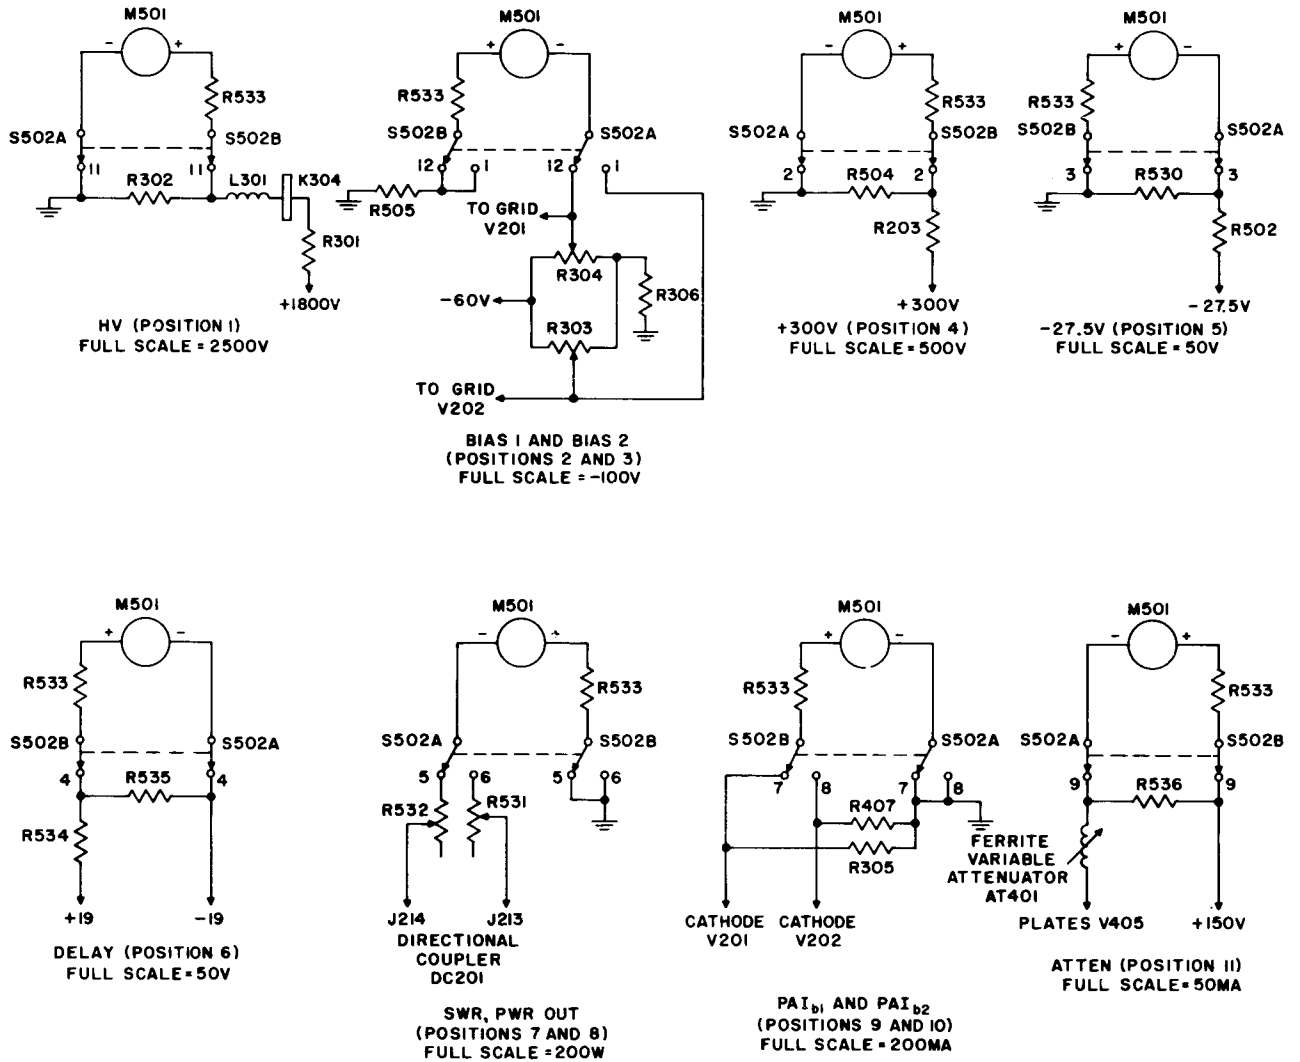 M501
- +
R533
S502A
S502B
11 11
R302
L301
K304
R301
+1800V
HV (POSITION 1)
FULL SCALE = 2500V
M501
+ -
R533
S502B
S502A
12 1 12 1
R505
TO GRID
V201
R304
-60V
R306
R303
TO GRID
V202
BIAS 1 AND BIAS 2
(POSITIONS 2 AND 3)
FULL SCALE = -100V
M501
- +
R533
S502A
S502B
2 2
R504
R203
+300V
+300V (POSITION 4)
FULL SCALE = 500V
M501
+ -
R533
S502B
S502A
3 3
R530
R502
-27.5V
-27.5V (POSITION 5)
FULL SCALE = 50V
M501
+ -
R533
S502B
S502A
4 4
R535
R534
+19 -19
DELAY (POSITION 6)
FULL SCALE = 50V
M501
- +
R533
S502A
S502B
5 6 5 6
R532
R531
J214 J213
DIRECTIONAL
COUPLER
DC201
SWR, PWR OUT
(POSITIONS 7 AND 8)
FULL SCALE = 200W
M501
+ -
R533
S502B
S502A
7 8 7 8
R407
R305
CATHODE
V201
CATHODE
V202
PAIb1 AND PAIb2
(POSITIONS 9 AND 10)
FULL SCALE = 200MA
M501
- +
R533
S502A
S502B
9 9
R536
FERRITE
VARIABLE
ATTENUATOR
AT401
PLATES V405 +150V
ATTEN (POSITION 11)
FULL SCALE = 50MA